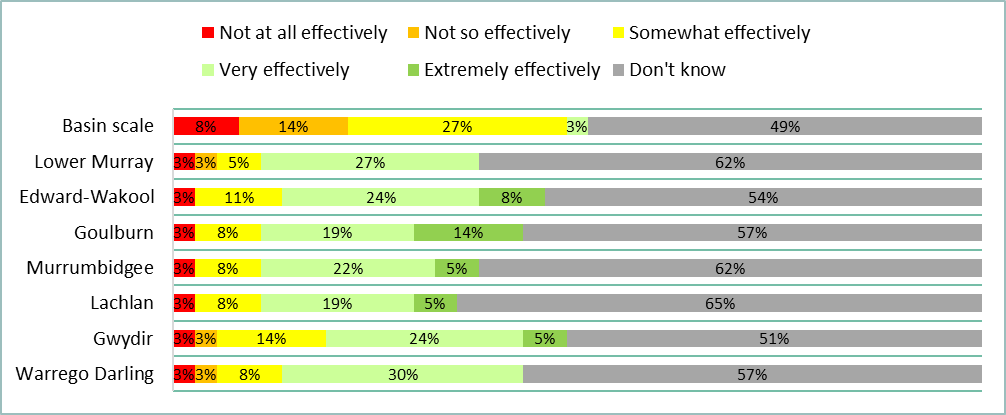 Not at all effectively Not so effectively Somewhat effectively
Very effectively Extremely effectively Don't know
Basin scale 8% 14% 27% 3% 49%
Lower Murray 3% 3% 5% 27% 62%
Edward-Wakool 3% 11% 24% 8% 54%
Goulburn 3% 8% 19% 14% 57%
Murrumbidgee 3% 8% 22% 5% 62%
Lachlan 3% 8% 19% 5% 65%
Gwydir 3% 3% 14% 24% 5% 51%
Warrego Darling 3% 3% 8% 30% 57%